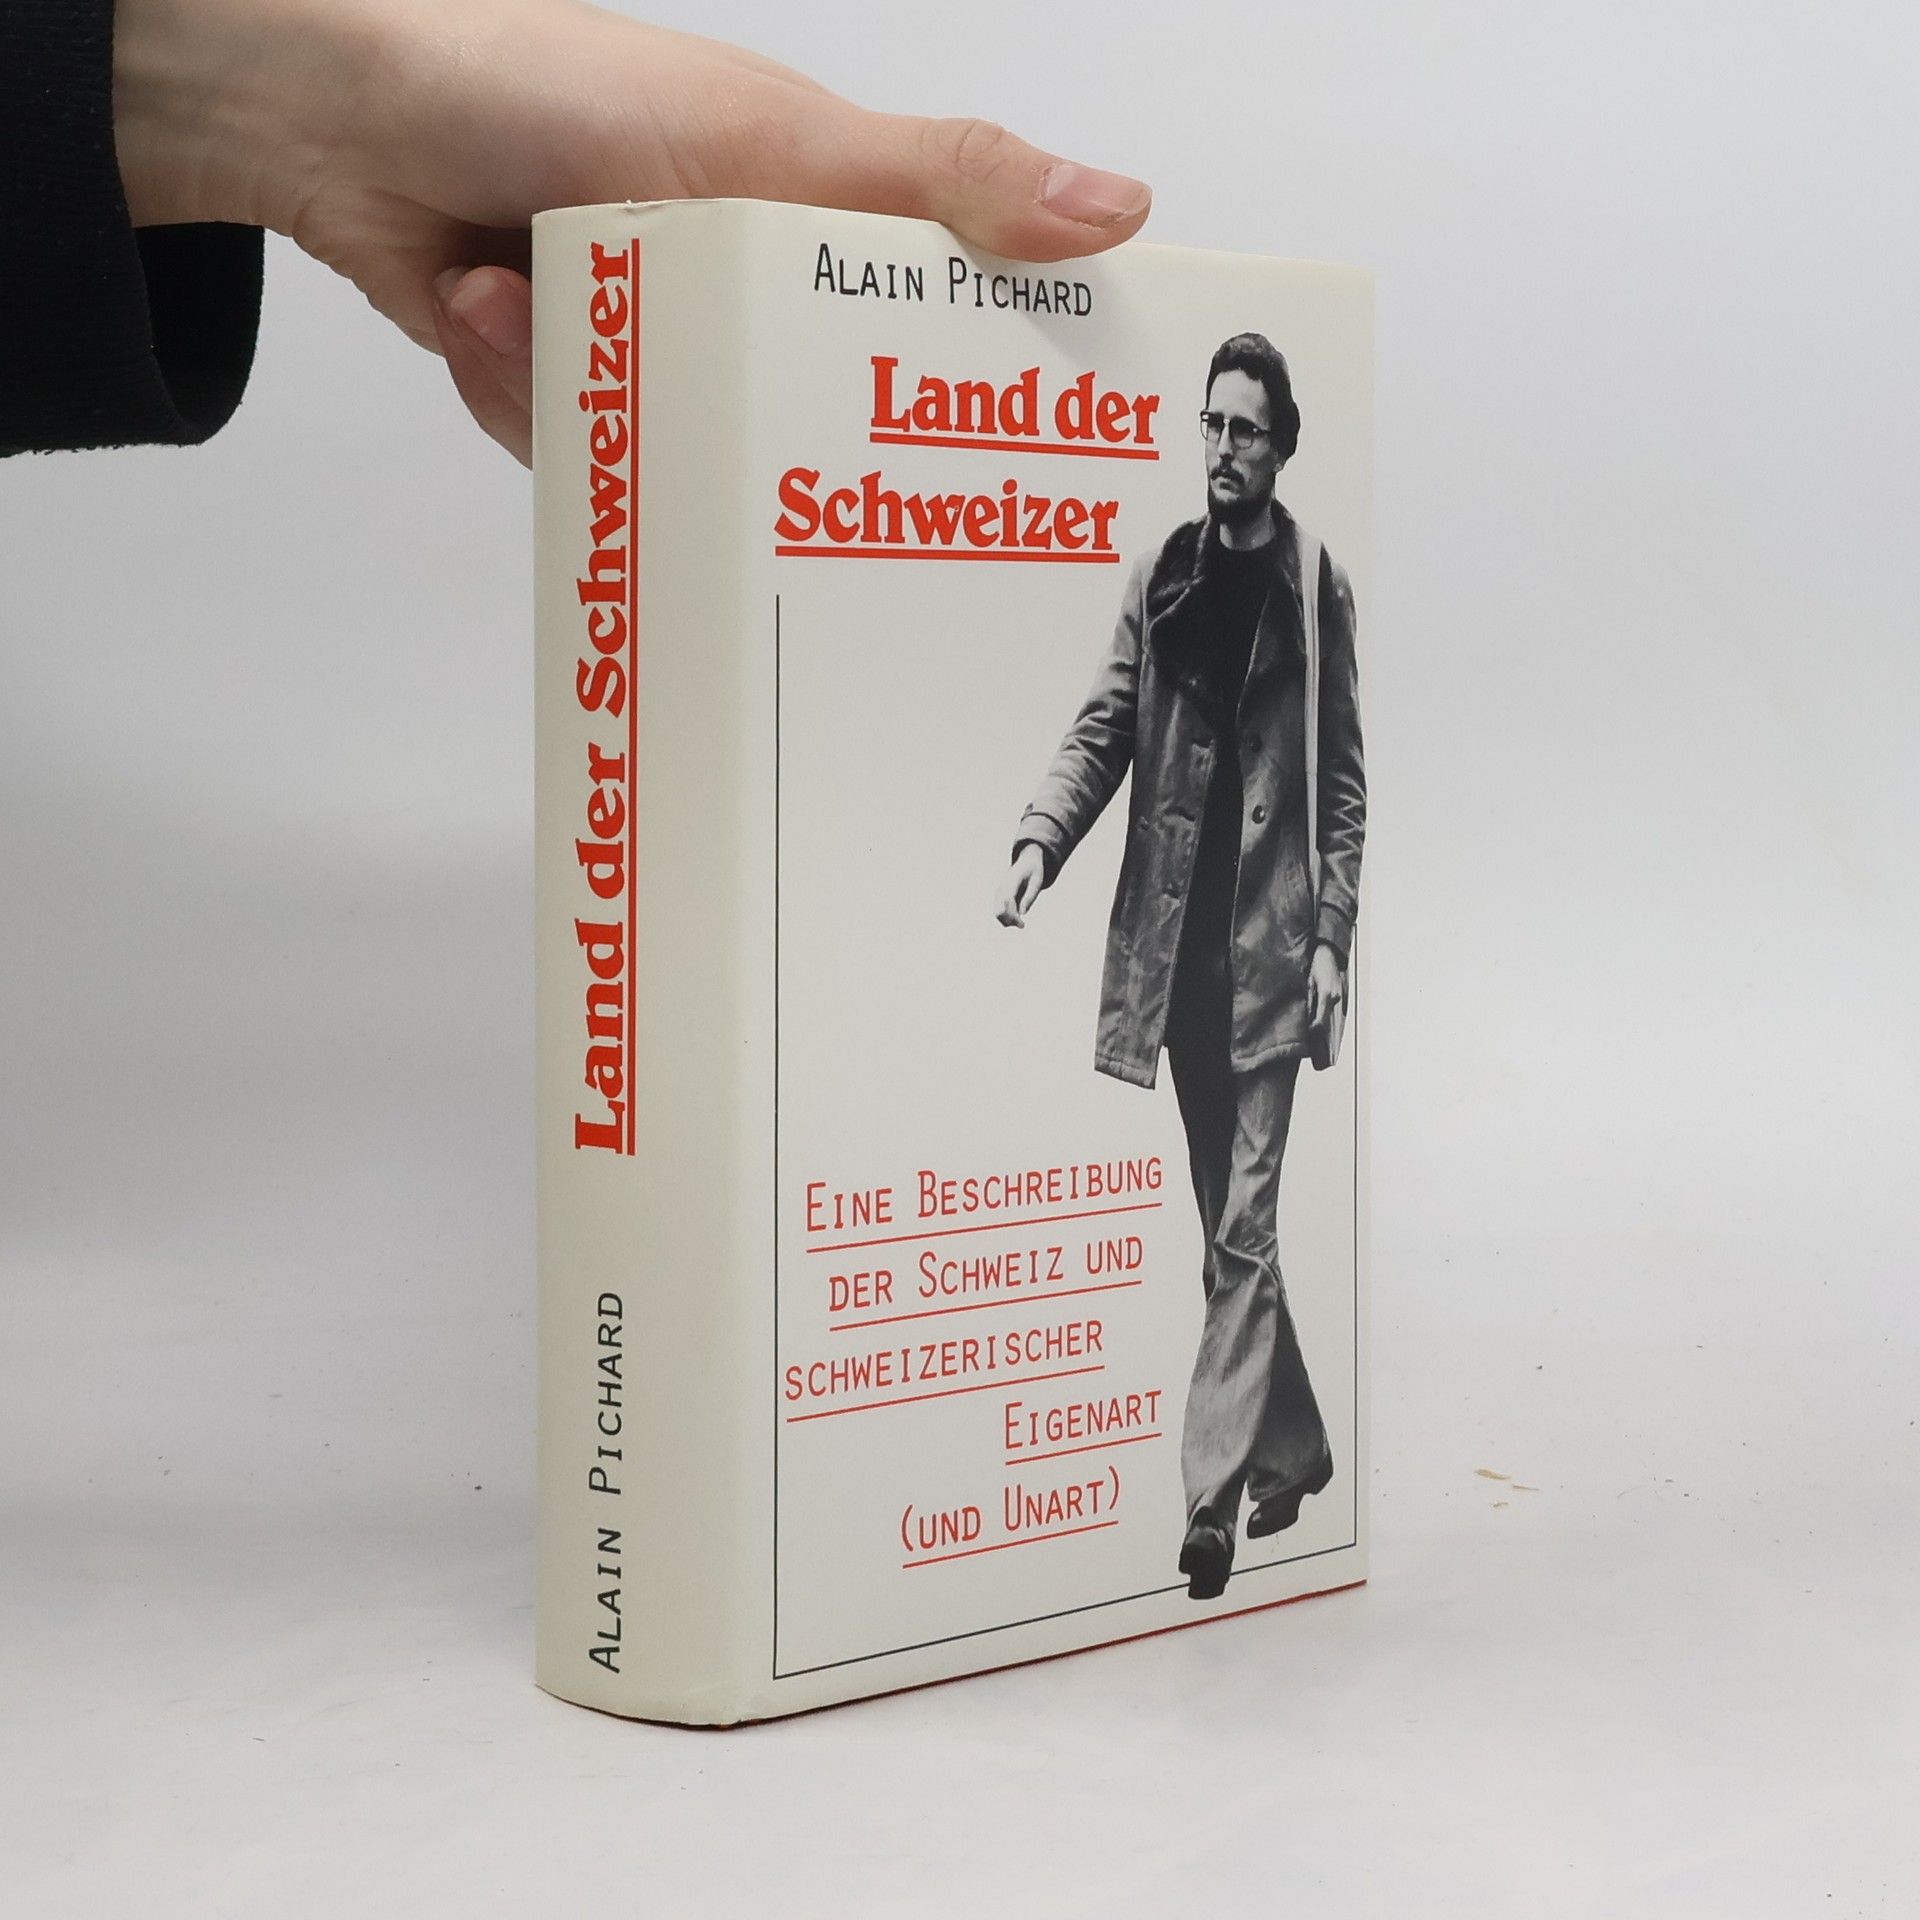 Land der Schweizer
Alain Pichard
Alain Pichard
Land der
Schweizer
Eine Beschreibung
der Schweiz und
schweizerischer
Eigenart
(und Unart)